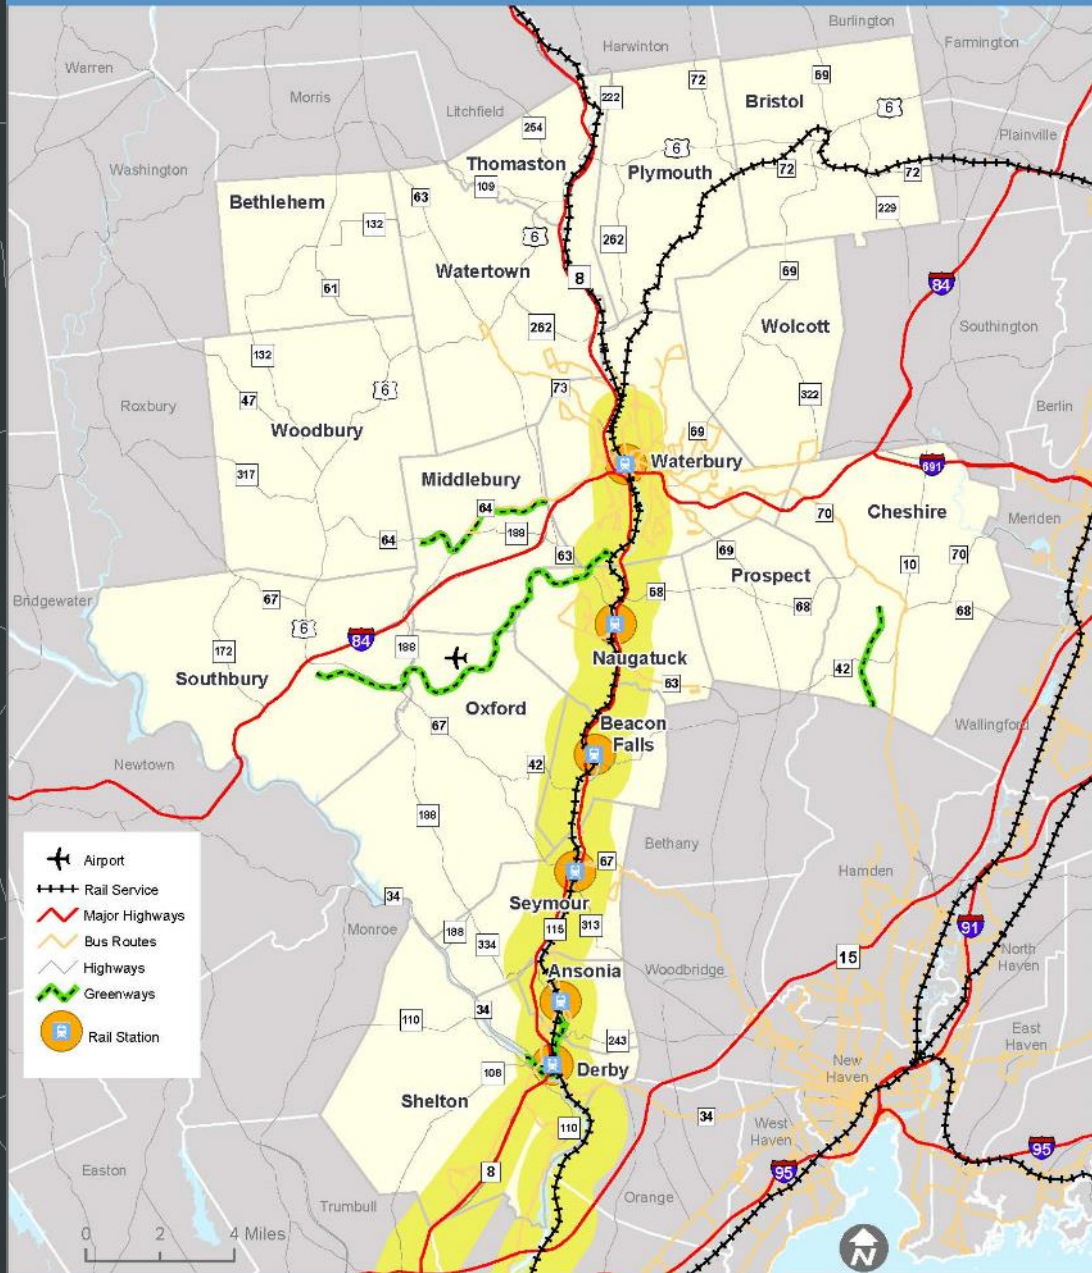 Burlington
Harwinton
Farmington
Warren
69
72
Bristol
Morris
222
6
Litchfield
254
Plainville
Thomaston
6
Plymouth
Washington
72
72
109
Bethlehem
63
229
132
6
262
Watertown
69
8
84
61
262
Wolcott
Southington
132
6
73
47
322
Roxbury
Berlin
Woodbury
69
Waterbury
691
317
Middlebury
64
70
Cheshire
Meriden
188
64
63
69
70
10
Prospect
67
68
Bridgewater
68
68
6
84
188
172
Naugatuck
42
Southbury
63
Oxford
Beacon
Falls
67
Wallingford
Newtown
42
188
Bethany
Airport
67
Hamden
Rail Service
34
Seymour
Major Highways
188
115
313
91
Monroe
Bus Routes
334
15
North
Haven
Highways
Ansonia
Woodbridge
Greenways
34
110
East
Haven
Rail Station
243
New
Haven
108
Derby
Shelton
34
110
West
Haven
95
Easton
8
95
Trumbull
Orange
0 2 4 Miles
N